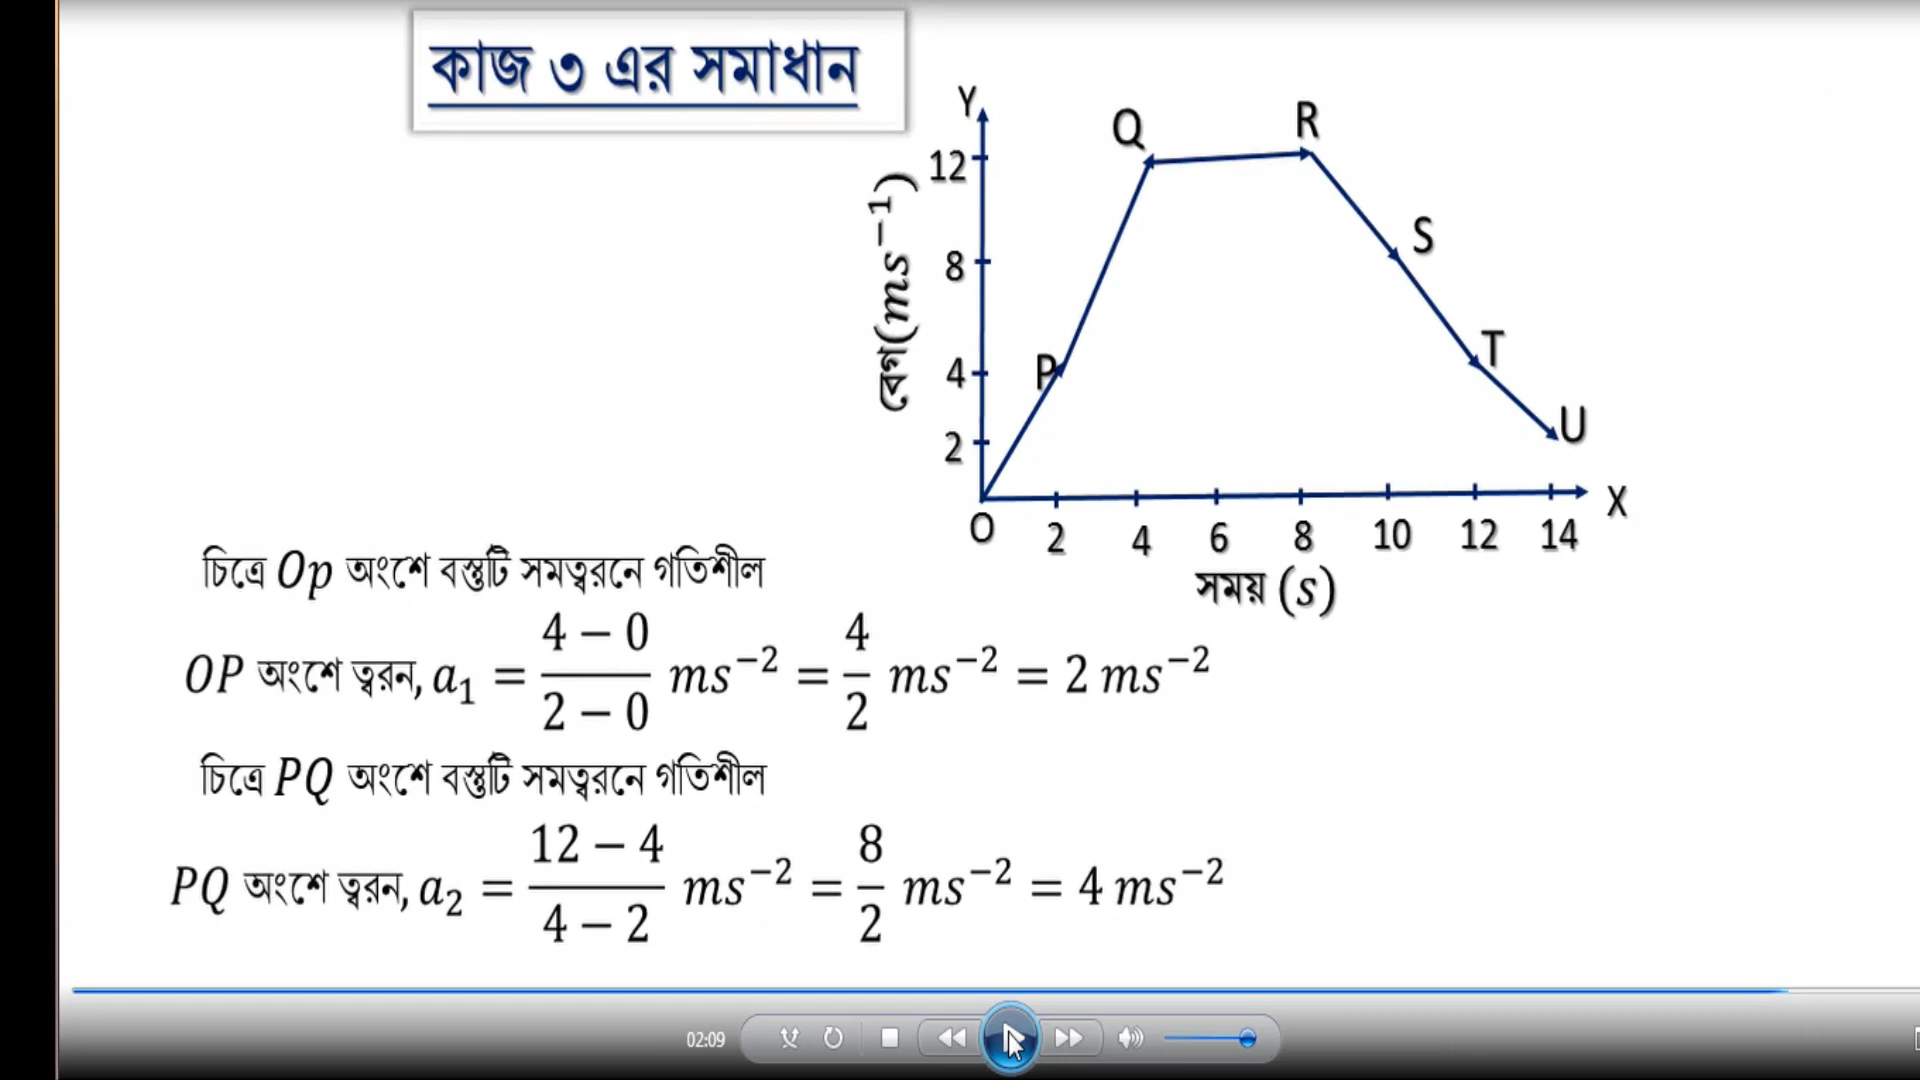 কাজ ৩ এর সমাধান
Y
Q
R
12
S
8
T
P
4
U
2
বেগ(ms⁻¹)
X
O 2 4 6 8 10 12 14
সময় (s)
চিত্রে Op অংশে বস্তুটি সমত্বরনে গতিশীল
OP অংশে ত্বরন, a₁ = (4 − 0)/(2 − 0) ms⁻² = 4/2 ms⁻² = 2 ms⁻²
চিত্রে PQ অংশে বস্তুটি সমত্বরনে গতিশীল
PQ অংশে ত্বরন, a₂ = (12 − 4)/(4 − 2) ms⁻² = 8/2 ms⁻² = 4 ms⁻²
02:09